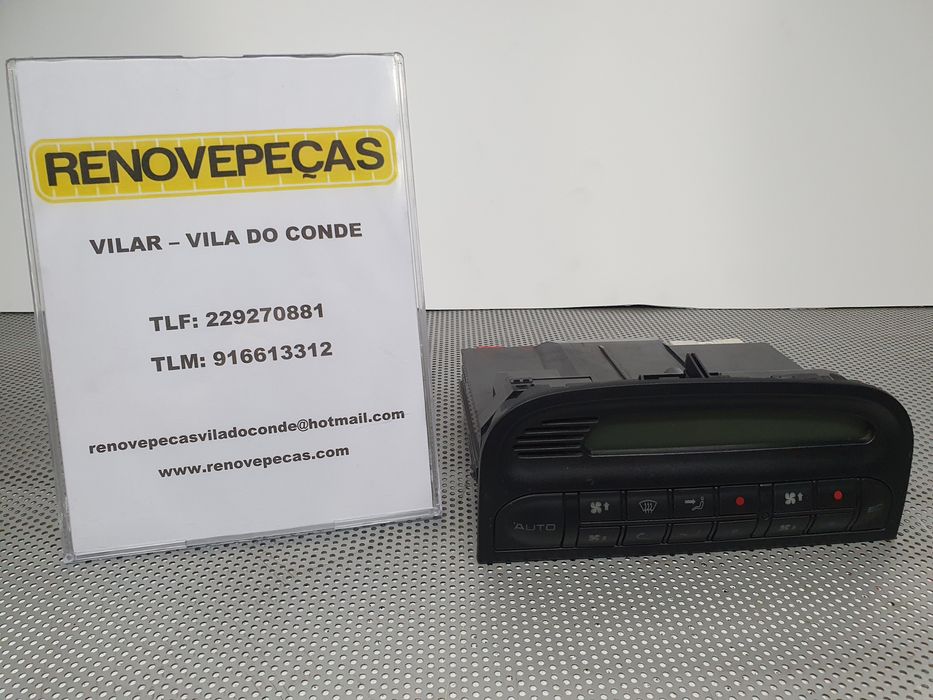 RENOVEPEÇAS
VILAR – VILA DO CONDE
TLF: 229270881
TLM: 916613312
renovepecasviladoconde@hotmail.com
www.renovepecas.com
AUTO